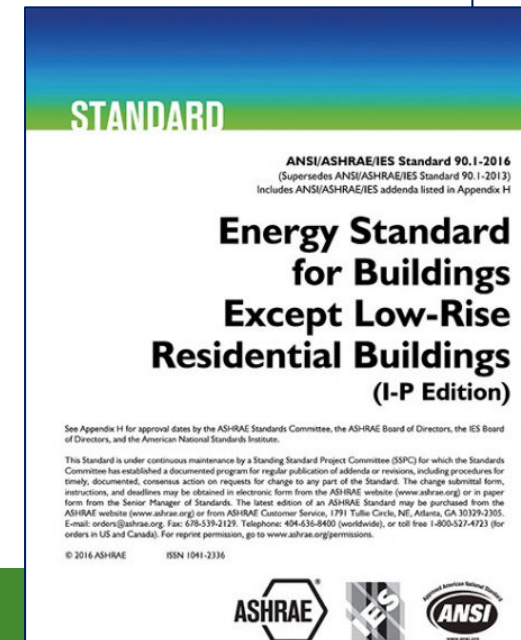 STANDARD
ANSI/ASHRAE/IES Standard 90.1-2016
(Supersedes ANSI/ASHRAE/IES Standard 90.1-2013)
Includes ANSI/ASHRAE/IES addenda listed in Appendix H
Energy Standard
for Buildings
Except Low-Rise
Residential Buildings
(I-P Edition)
See Appendix H for approval dates by the ASHRAE Standards Committee, the ASHRAE Board of Directors, the IES Board
of Directors, and the American National Standards Institute.
This Standard is under continuous maintenance by a Standing Standard Project Committee (SSPC) for which the Standards
Committee has established a documented program for regular publication of addenda or revisions, including procedures for
timely, documented, consensus action on requests for change to any part of the Standard. The change submittal form,
instructions, and deadlines may be obtained in electronic form from the ASHRAE website (www.ashrae.org) or in paper
form from the Senior Manager of Standards. The latest edition of an ASHRAE Standard may be purchased from the
ASHRAE website (www.ashrae.org) or from ASHRAE Customer Service, 1791 Tullie Circle, NE, Atlanta, GA 30329-2305.
E-mail: orders@ashrae.org. Fax: 678-539-2129. Telephone: 404-636-8400 (worldwide), or toll free 1-800-527-4723 (for
orders in US and Canada). For reprint permission, go to www.ashrae.org/permissions.
© 2016 ASHRAE ISSN 1041-2336
ASHRAE IES ANSI
Approved American National Standard